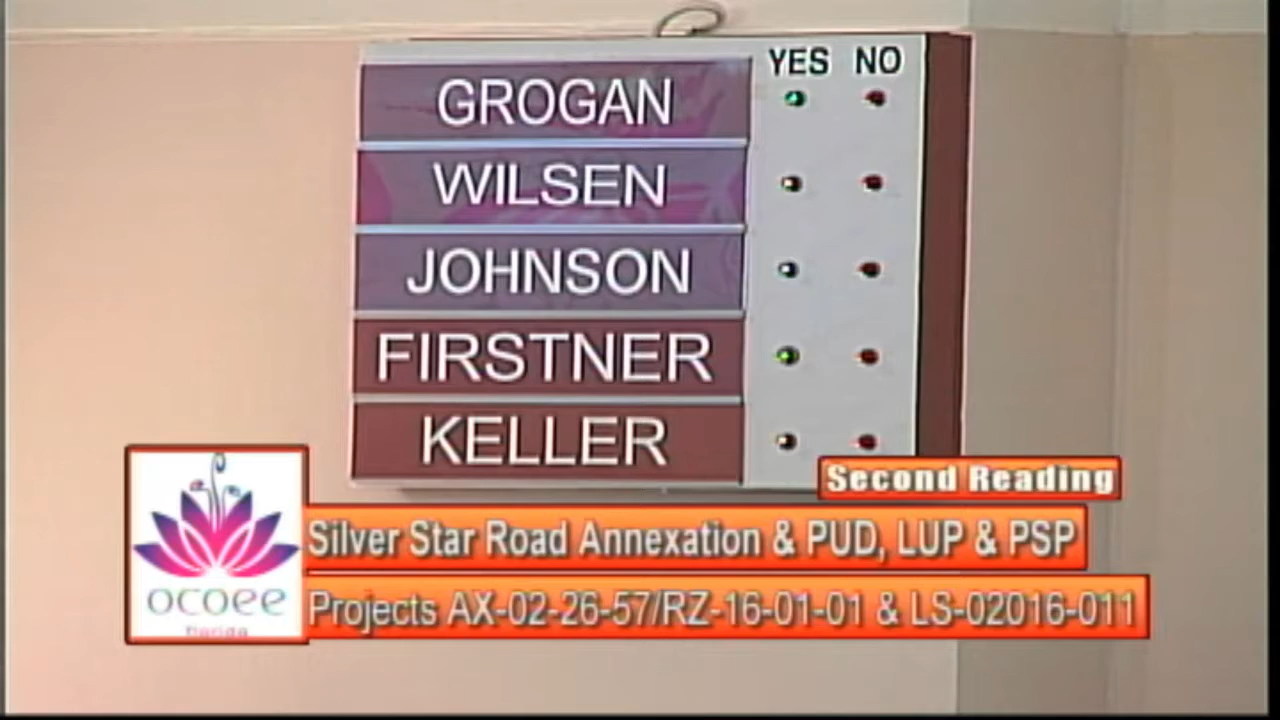 YES NO
GROGAN
WILSEN
JOHNSON
FIRSTNER
KELLER
Second Reading
Silver Star Road Annexation & PUD, LUP & PSP
Projects AX-02-26-57/RZ-16-01-01 & LS-02016-011
ocoee
florida